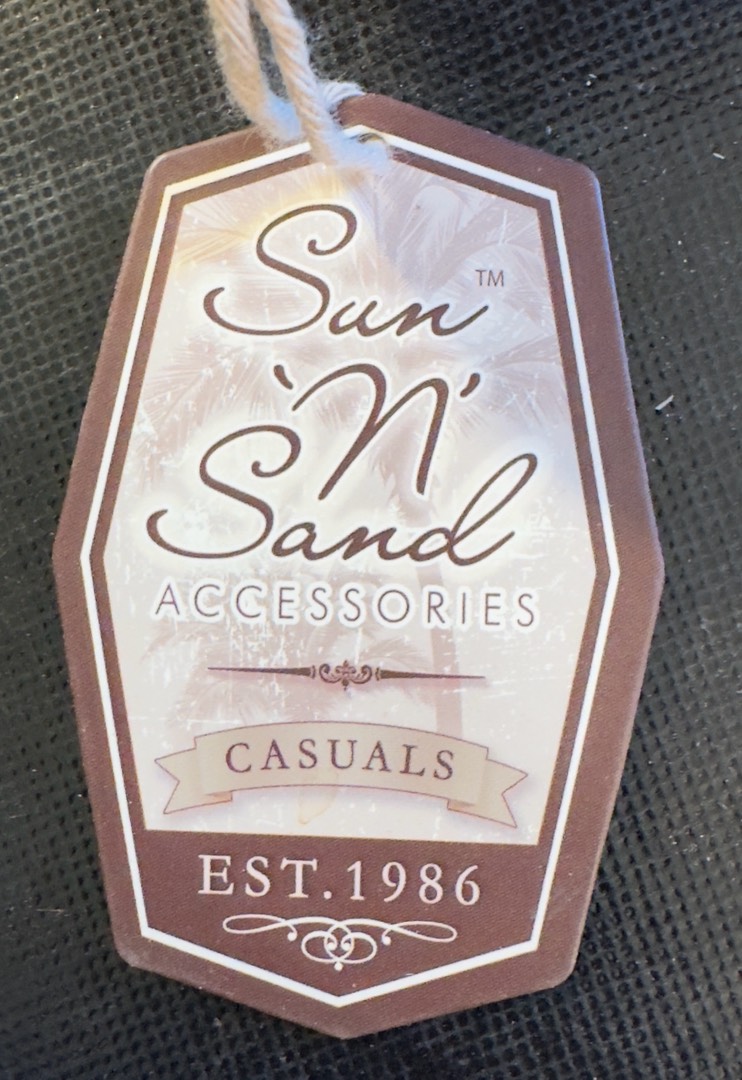 Sun™
'N'
Sand
ACCESSORIES
CASUALS
EST.1986